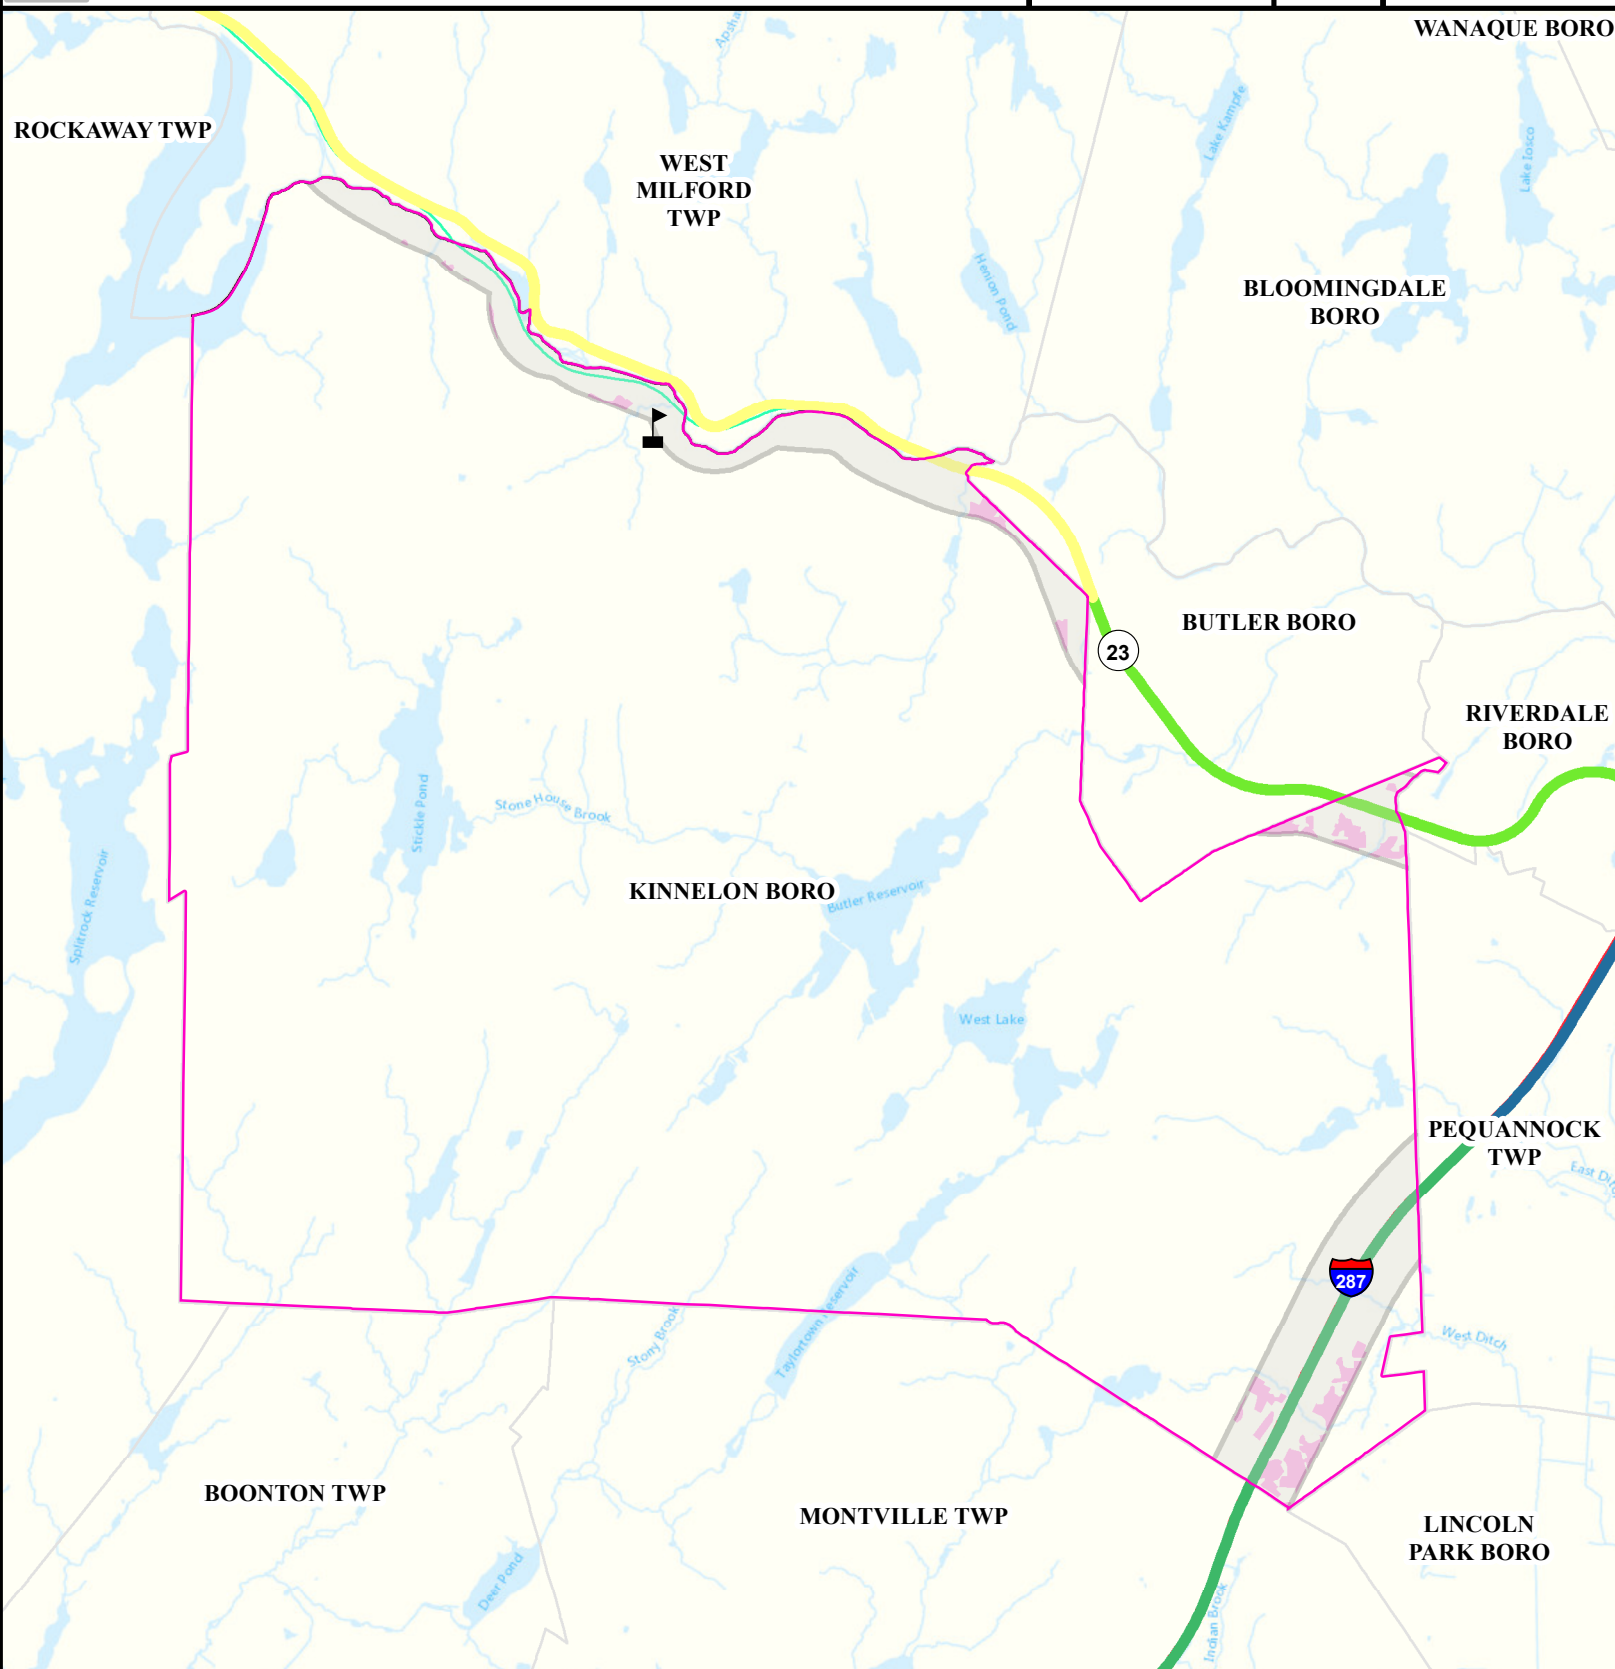 WANAQUE BORO
ROCKAWAY TWP
WEST
MILFORD
TWP
Lake Kampfe
Lake Iosco
Henion Pond
BLOOMINGDALE
BORO
BUTLER BORO
23
RIVERDALE
BORO
Stickle Pond
Stone House Brook
Splitrock Reservoir
KINNELON BORO
Butler Reservoir
West Lake
PEQUANNOCK
TWP
287
Taylortown Reservoir
Stony Brook
West Ditch
BOONTON TWP
MONTVILLE TWP
LINCOLN
PARK BORO
Deer Pond
Indian Brook